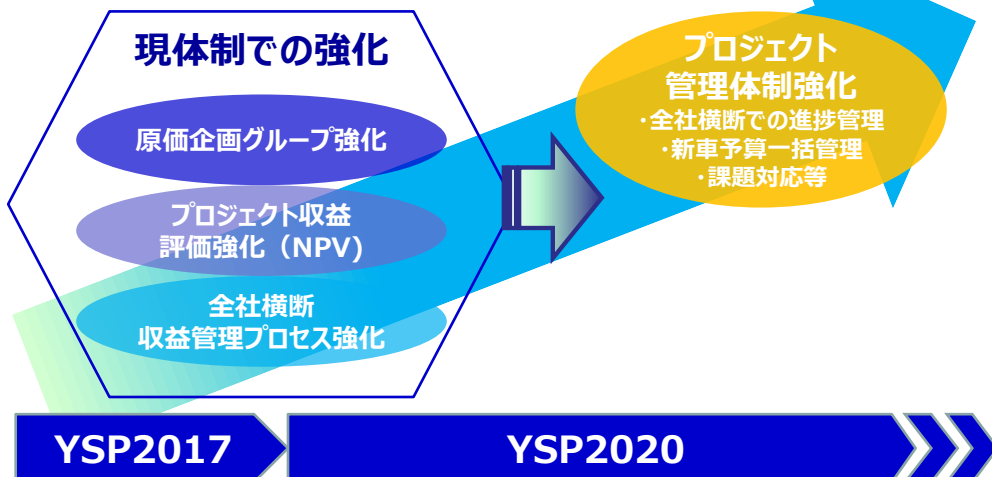 現体制での強化
原価企画グループ強化
プロジェクト収益
評価強化（NPV)
全社横断
収益管理プロセス強化
プロジェクト
管理体制強化
・全社横断での進捗管理
・新車予算一括管理
・課題対応等
YSP2017
YSP2020